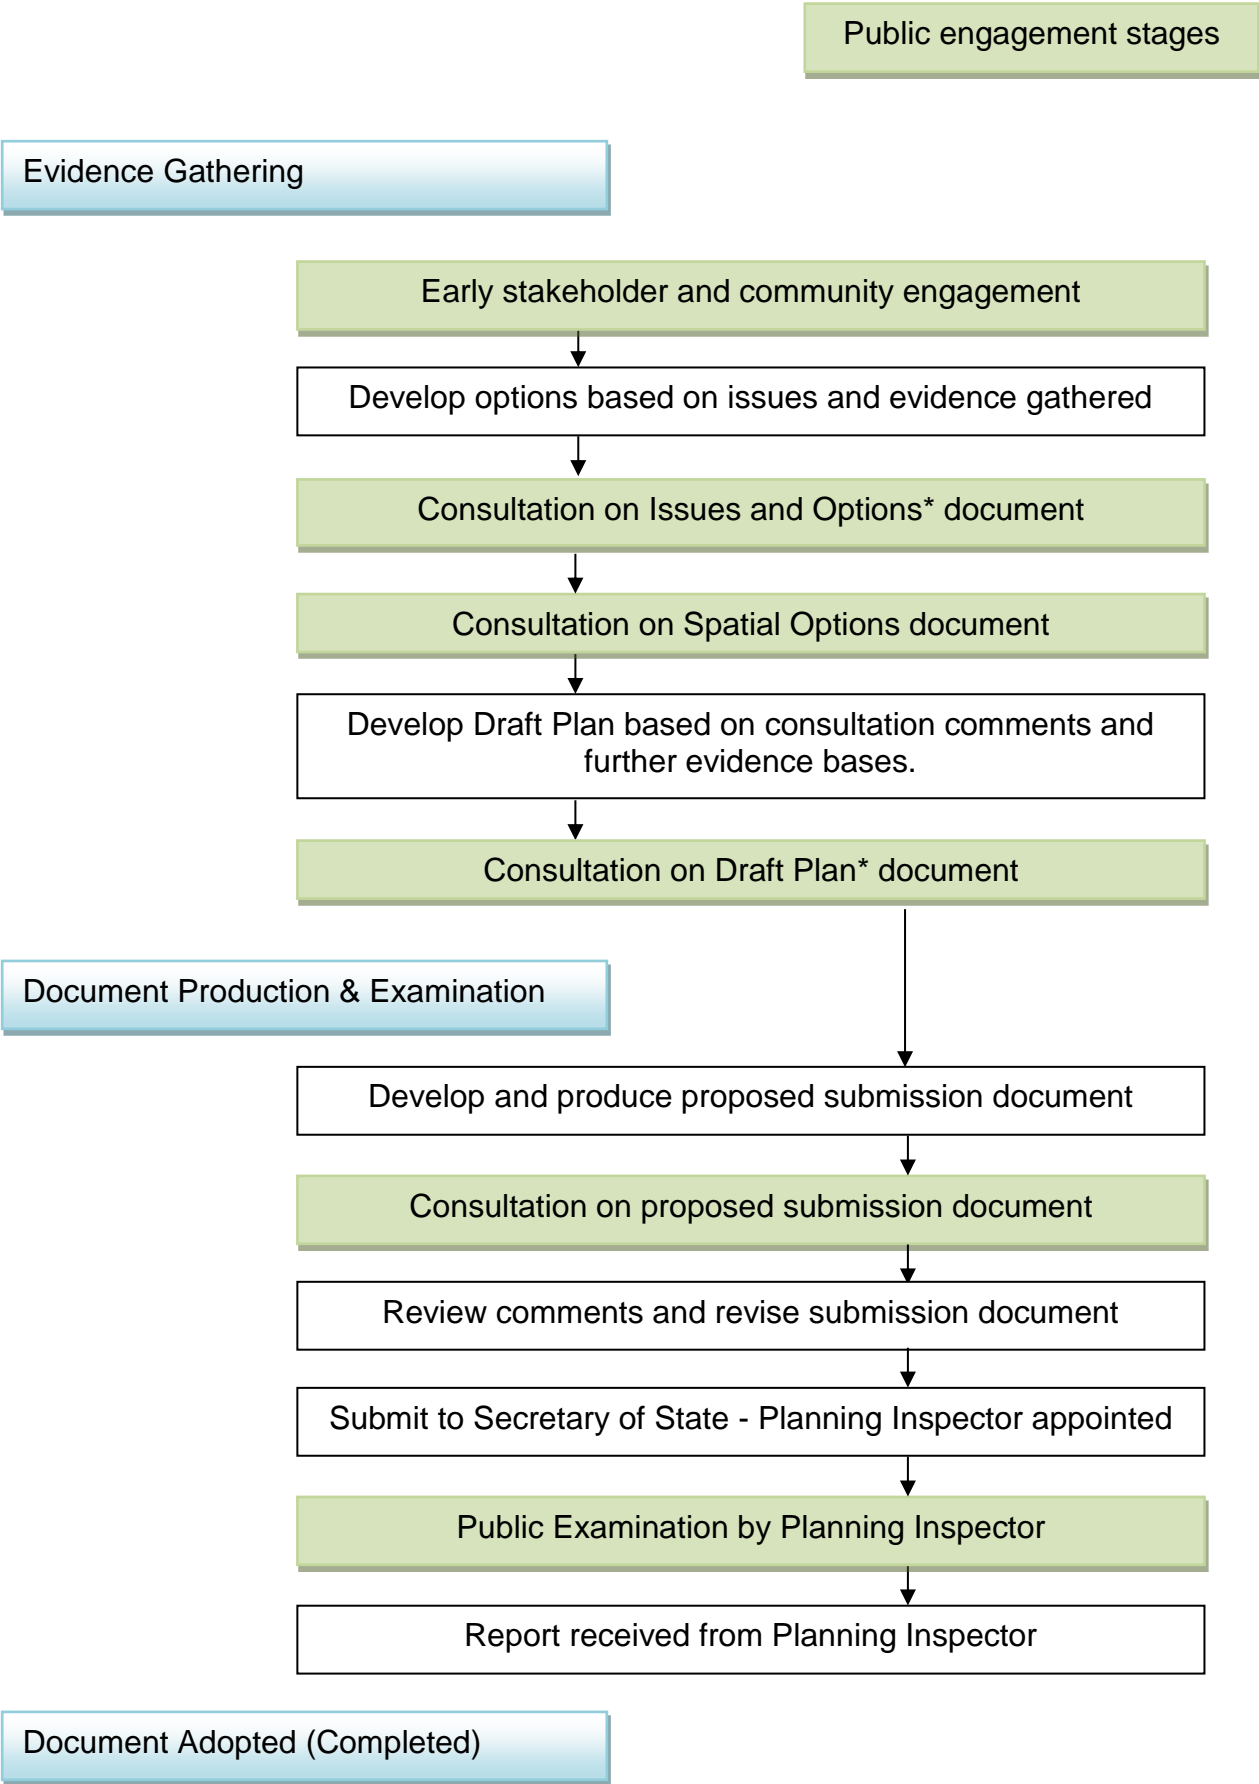 Public engagement stages
Evidence Gathering
Early stakeholder and community engagement
Develop options based on issues and evidence gathered
Consultation on Issues and Options* document
Consultation on Spatial Options document
Develop Draft Plan based on consultation comments and
further evidence bases.
Consultation on Draft Plan* document
Document Production & Examination
Develop and produce proposed submission document
Consultation on proposed submission document
Review comments and revise submission document
Submit to Secretary of State - Planning Inspector appointed
Public Examination by Planning Inspector
Report received from Planning Inspector
Document Adopted (Completed)